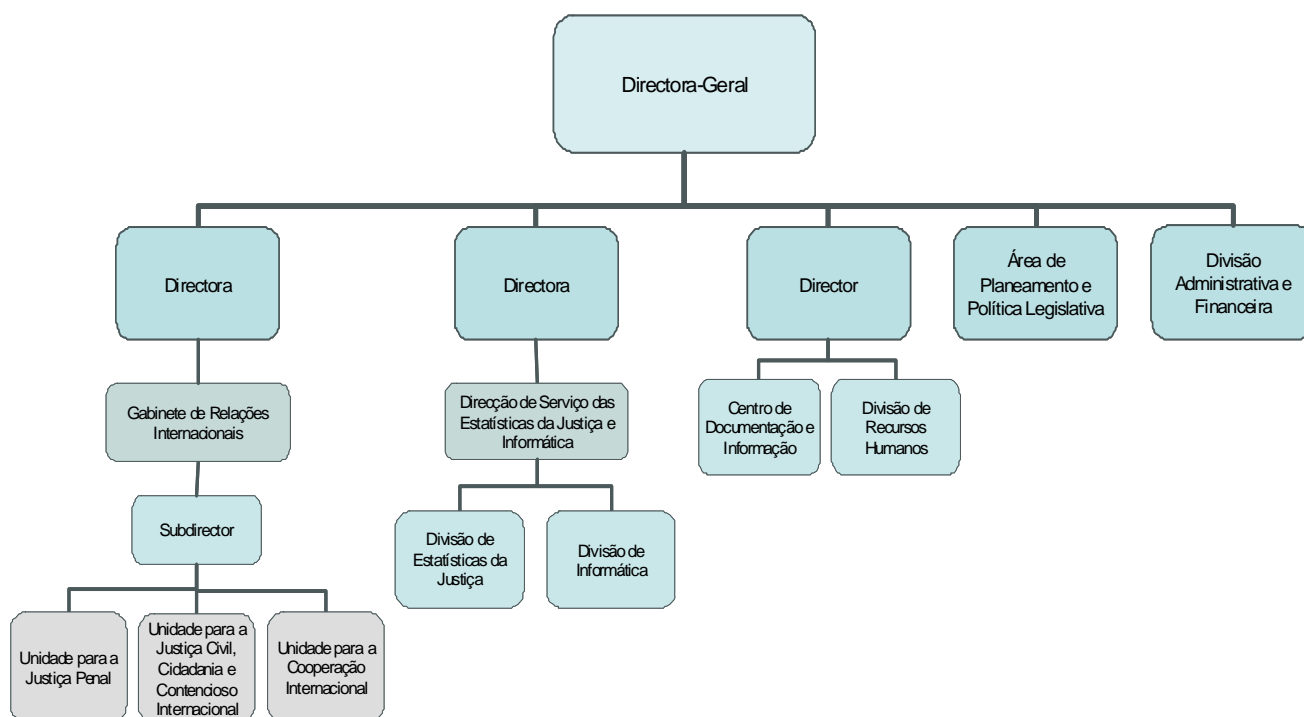 Directora-Geral
Directora
Directora
Director
Área de
Planeamento e
Política Legislativa
Divisão
Administrativa e
Financeira
Gabinete de Relações
Internacionais
Direcção de Serviço das
Estatísticas da Justiça e
Informática
Centro de
Documentação e
Informação
Divisão de
Recursos
Humanos
Subdirector
Divisão de
Estatísticas da
Justiça
Divisão de
Informática
Unidade para a
Justiça Penal
Unidade para a
Justiça Civil,
Cidadania e
Contencioso
Internacional
Unidade para a
Cooperação
Internacional